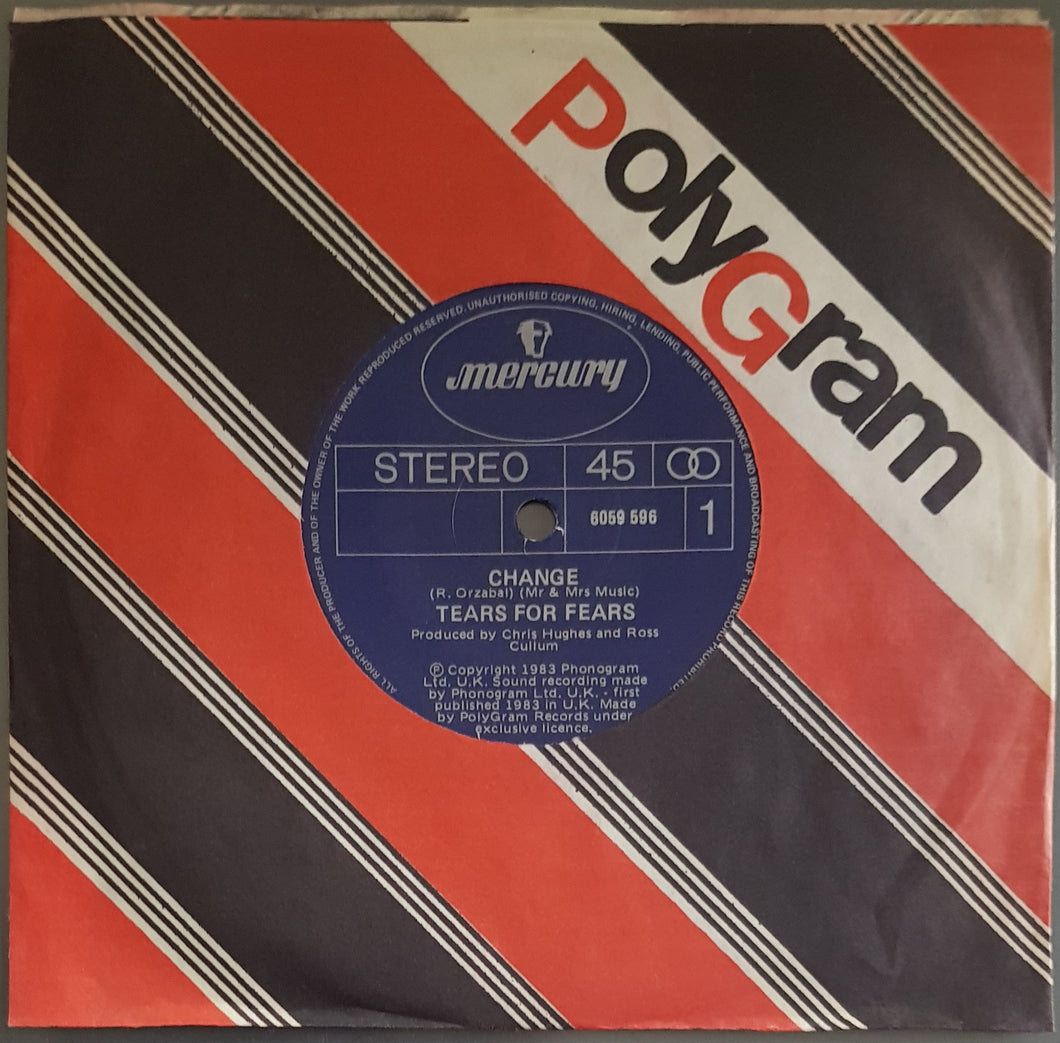 PolyGram
ALL RIGHTS OF THE PRODUCER AND OF THE OWNER OF THE WORK REPRODUCED RESERVED. UNAUTHORISED COPYING, HIRING, LENDING, PUBLIC PERFORMANCE AND BROADCASTING OF THIS RECORD PROHIBITED.
mercury
STEREO 45
6059 596 1
CHANGE
(R. Orzabal) (Mr & Mrs Music)
TEARS FOR FEARS
Produced by Chris Hughes and Ross
Cullum
Ⓟ Copyright 1983 Phonogram
Ltd. U.K. Sound recording made
by Phonogram Ltd. U.K. - first
published 1983 in U.K. Made
by PolyGram Records under
exclusive licence.